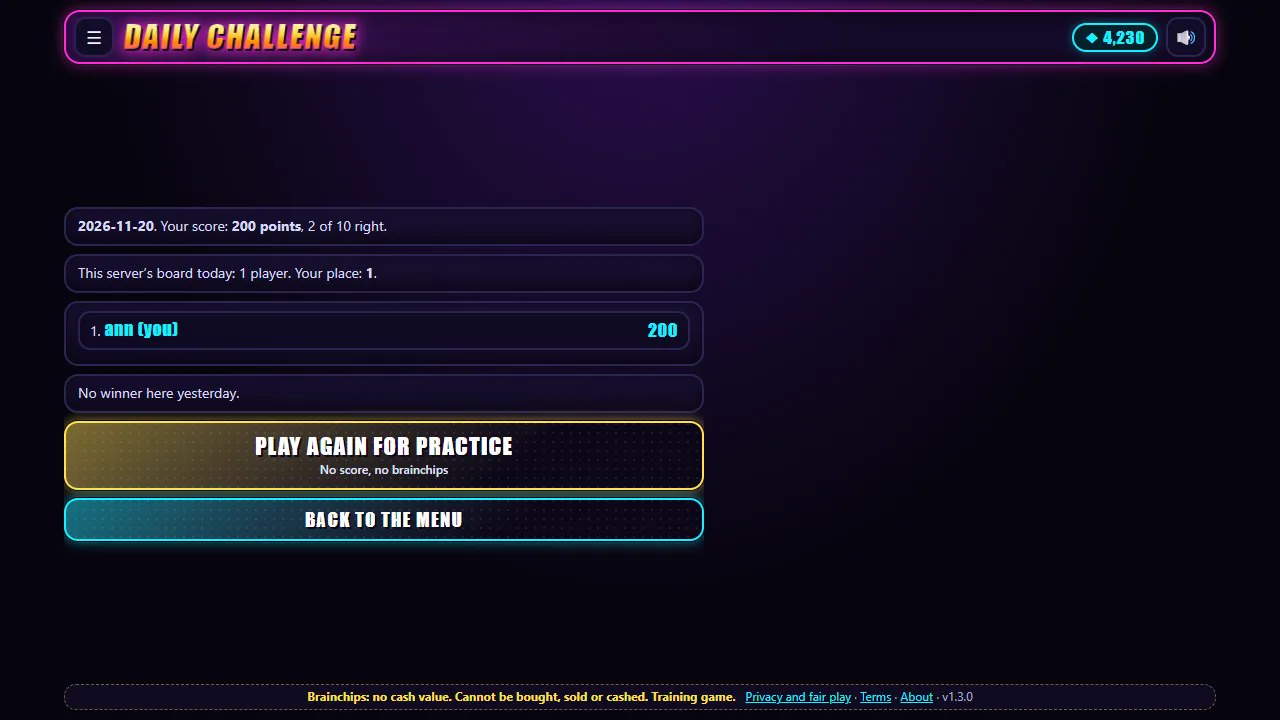 ☰ DAILY CHALLENGE
◆ 4,230
2026-11-20. Your score: 200 points, 2 of 10 right.
This server's board today: 1 player. Your place: 1.
1. ann (you) 200
No winner here yesterday.
PLAY AGAIN FOR PRACTICE
No score, no brainchips
BACK TO THE MENU
Brainchips: no cash value. Cannot be bought, sold or cashed. Training game. Privacy and fair play · Terms · About · v1.3.0